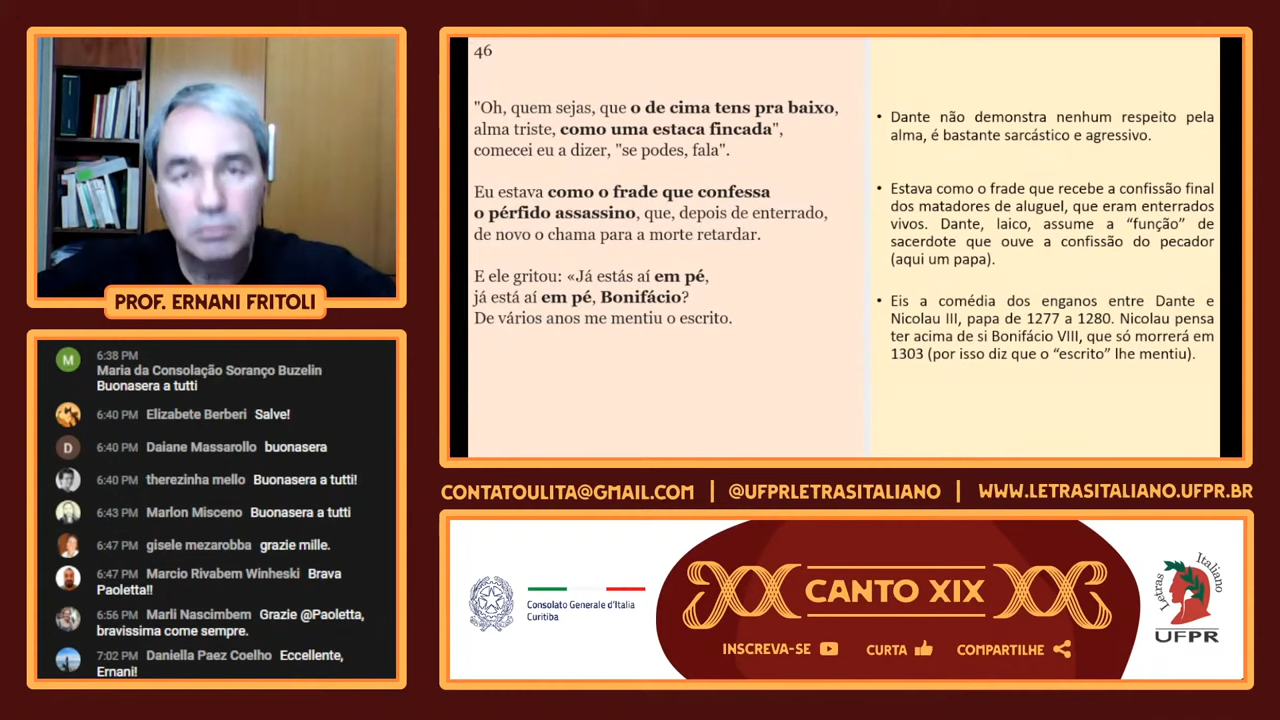 PROF. ERNANI FRITOLI
6:38 PM
Maria da Consolação Soranço Buzelin
Buonasera a tutti
6:40 PM Elizabete Berberi Salve!
D
6:40 PM Daiane Massarollo buonasera
6:40 PM therezinha mello Buonasera a tutti!
6:43 PM Marlon Misceno Buonasera a tutti
6:47 PM gisele mezarobba grazie mille.
6:47 PM Marcio Rivabem Winheski Brava
Paoletta!!
6:56 PM Marli Nascimbem Grazie @Paoletta,
bravissima come sempre.
7:02 PM Daniella Paez Coelho Eccellente,
Ernani!
M
46
"Oh, quem sejas, que o de cima tens pra baixo,
alma triste, como uma estaca fincada",
comecei eu a dizer, "se podes, fala".
Eu estava como o frade que confessa
o pérfido assassino, que, depois de enterrado,
de novo o chama para a morte retardar.
E ele gritou: «Já estás aí em pé,
já está aí em pé, Bonifácio?
De vários anos me mentiu o escrito.
• Dante não demonstra nenhum respeito pela
alma, é bastante sarcástico e agressivo.
• Estava como o frade que recebe a confissão final
dos matadores de aluguel, que eram enterrados
vivos. Dante, laico, assume a “função” de
sacerdote que ouve a confissão do pecador
(aqui um papa).
• Eis a comédia dos enganos entre Dante e
Nicolau III, papa de 1277 a 1280. Nicolau pensa
ter acima de si Bonifácio VIII, que só morrerá em
1303 (por isso diz que o “escrito” lhe mentiu).
CONTATOULITA@GMAIL.COM | @UFPRLETRASITALIANO | WWW.LETRASITALIANO.UFPR.BR
Consolato Generale d'Italia
Curitiba
CANTO XIX
INSCREVA-SE CURTA COMPARTILHE
Letras Italiano
UFPR